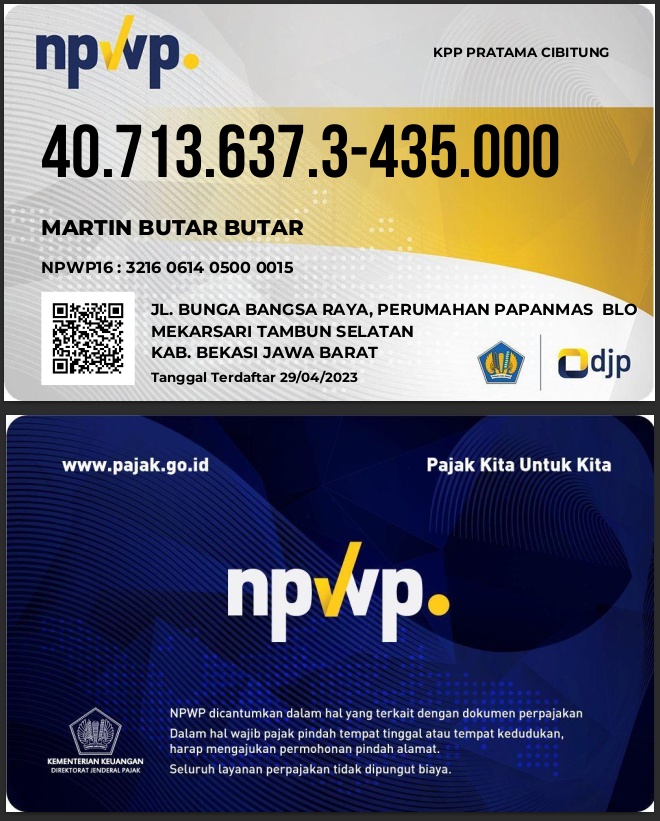 npwp.
KPP PRATAMA CIBITUNG
40.713.637.3-435.000
MARTIN BUTAR BUTAR
NPWP16 : 3216 0614 0500 0015
JL. BUNGA BANGSA RAYA, PERUMAHAN PAPANMAS BLO
MEKARSARI TAMBUN SELATAN
KAB. BEKASI JAWA BARAT
Tanggal Terdaftar 29/04/2023
djp
www.pajak.go.id
Pajak Kita Untuk Kita
npwp.
NPWP dicantumkan dalam hal yang terkait dengan dokumen perpajakan
Dalam hal wajib pajak pindah tempat tinggal atau tempat kedudukan,
harap mengajukan permohonan pindah alamat.
Seluruh layanan perpajakan tidak dipungut biaya.
KEMENTERIAN KEUANGAN
DIREKTORAT JENDERAL PAJAK